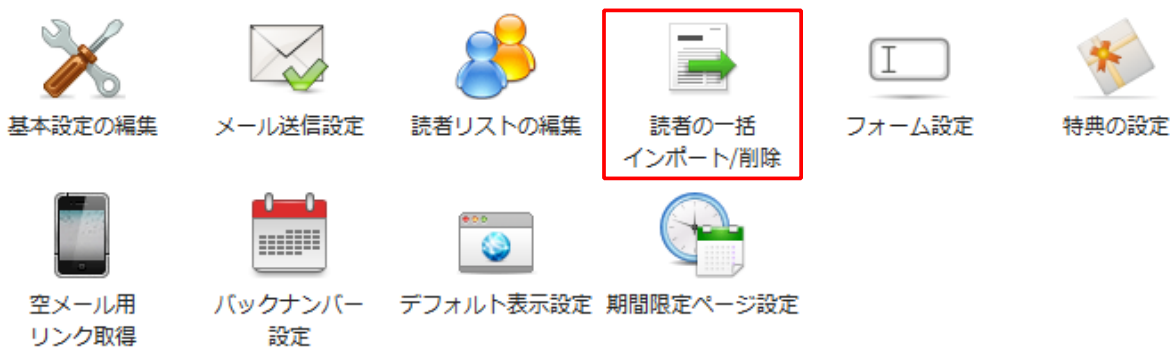 基本設定の編集
メール送信設定
読者リストの編集
読者の一括
インポート/削除
フォーム設定
特典の設定
空メール用
リンク取得
バックナンバー
設定
デフォルト表示設定
期間限定ページ設定